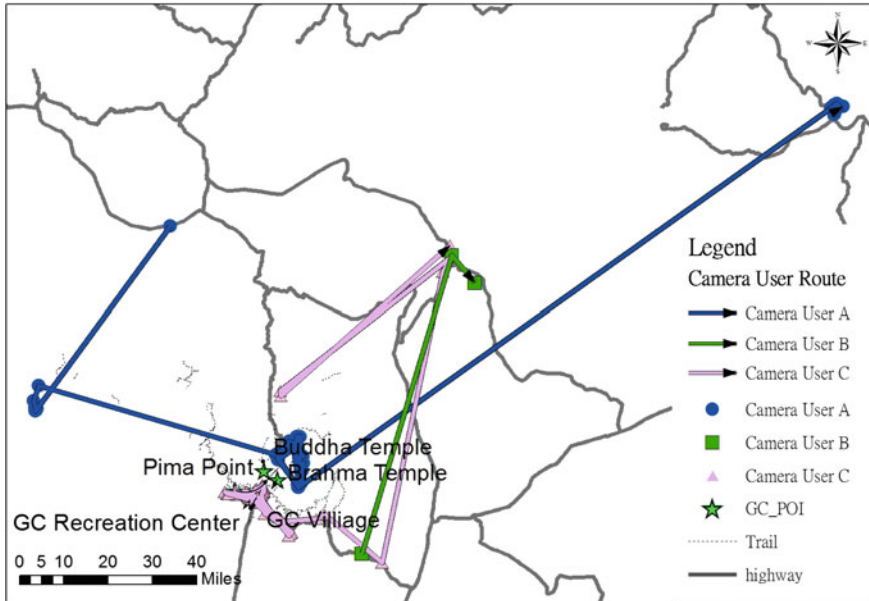 N
W E
S
Legend
Camera User Route
Camera User A
Camera User B
Camera User C
Camera User A
Camera User B
Camera User C
GC_POI
Trail
highway
Buddha Temple
Pima Point
Brahma Temple
GC Recreation Center
GC Villiage
0 5 10 20 30 40
Miles